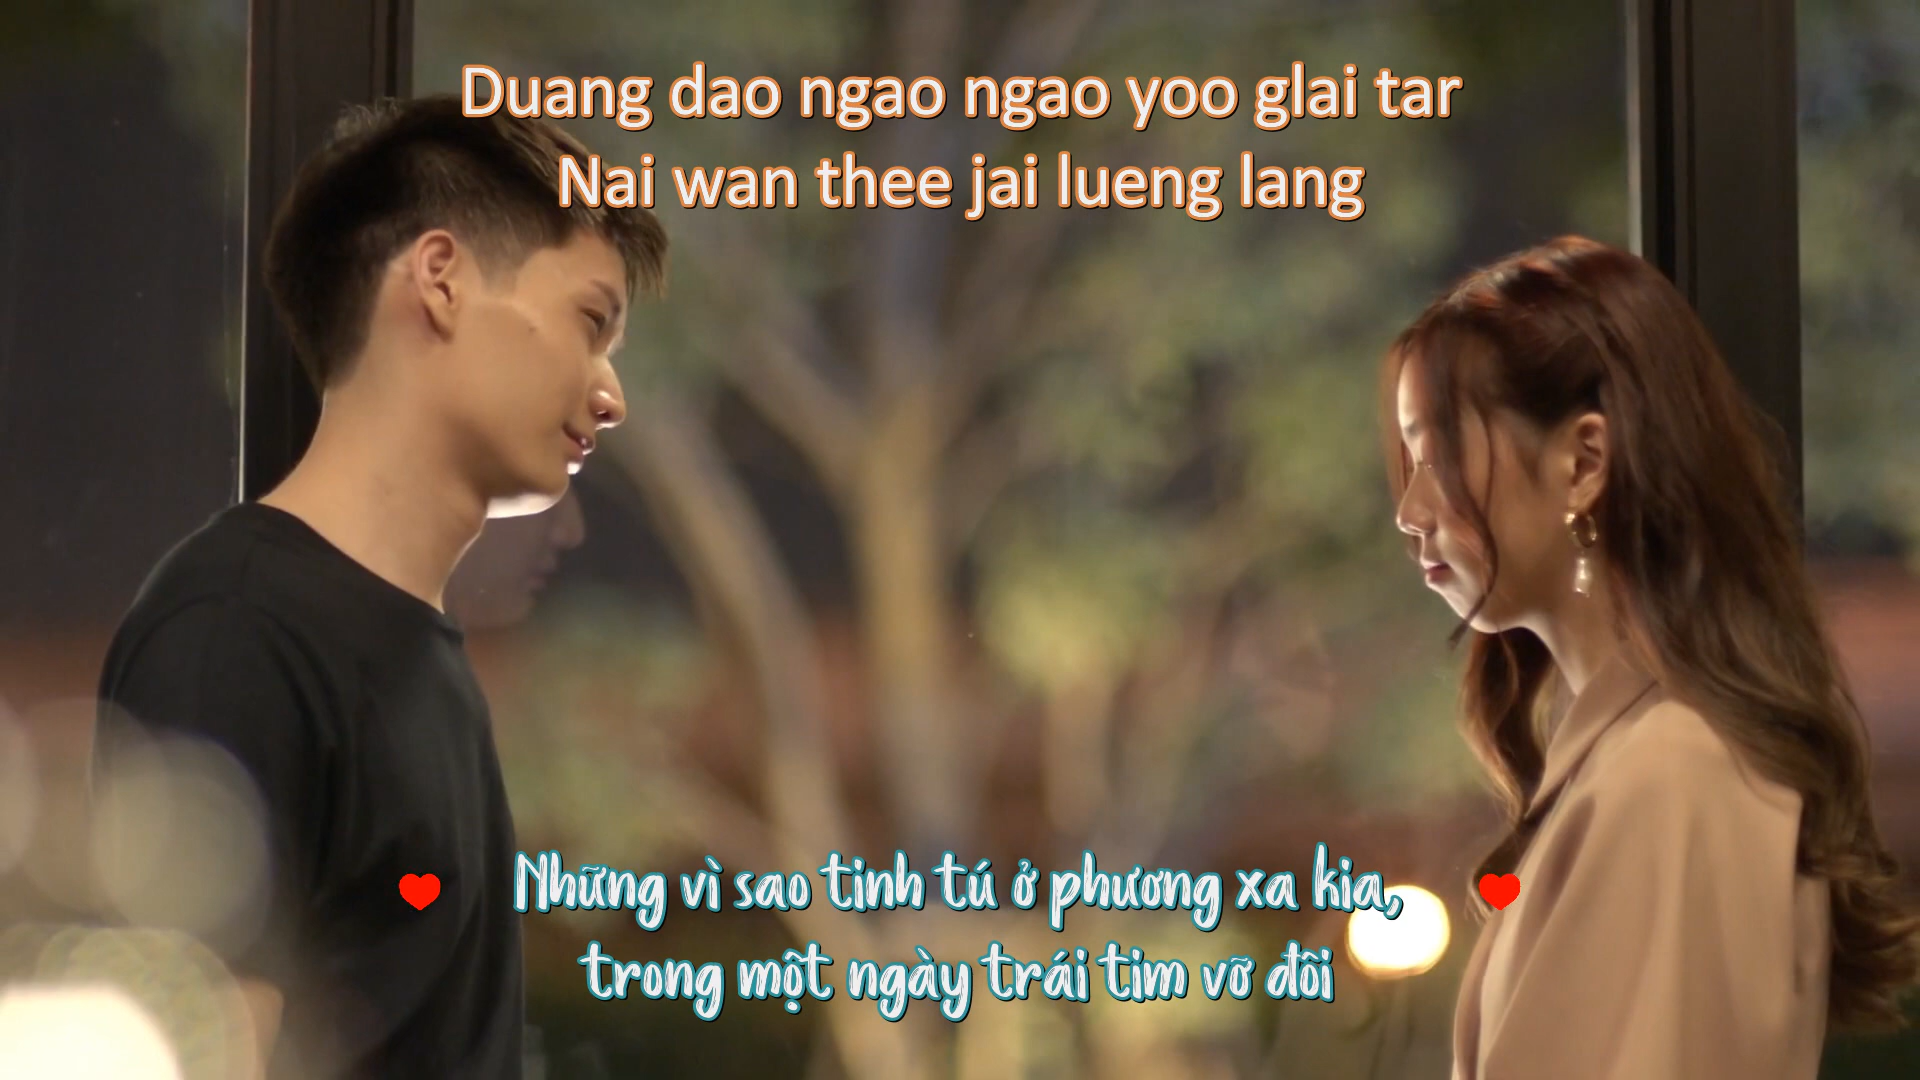 Duang dao ngao ngao yoo glai tar
Nai wan thee jai lueng lang
Những vì sao tinh tú ở phương xa kia,
trong một ngày trái tim vỡ đôi